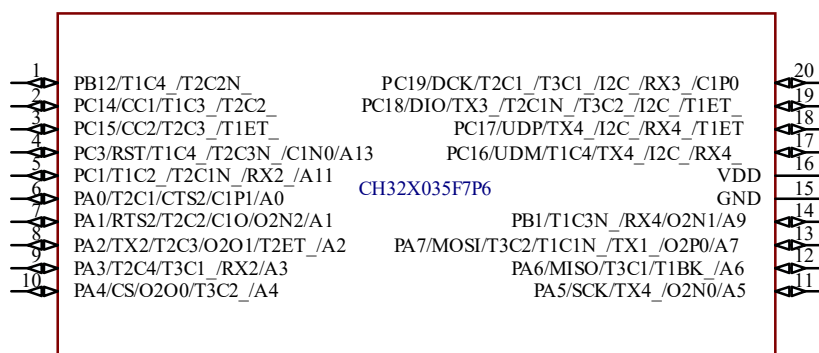 1 PB12/T1C4_/T2C2N_ PC19/DCK/T2C1_/T3C1_/I2C_/RX3_/C1P0 20
2 PC14/CC1/T1C3_/T2C2_ PC18/DIO/TX3_/T2C1N_/T3C2_/I2C_/T1ET_ 19
3 PC15/CC2/T2C3_/T1ET_ PC17/UDP/TX4_/I2C_/RX4_/T1ET 18
4 PC3/RST/T1C4_/T2C3N_/C1N0/A13 PC16/UDM/T1C4/TX4_/I2C_/RX4_ 17
5 PC1/T1C2_/T2C1N_/RX2_/A11 VDD 16
CH32X035F7P6
6 PA0/T2C1/CTS2/C1P1/A0 GND 15
7 PA1/RTS2/T2C2/C1O/O2N2/A1 PB1/T1C3N_/RX4/O2N1/A9 14
8 PA2/TX2/T2C3/O2O1/T2ET_/A2 PA7/MOSI/T3C2/T1C1N_/TX1_/O2P0/A7 13
9 PA3/T2C4/T3C1_/RX2/A3 PA6/MISO/T3C1/T1BK_/A6 12
10 PA4/CS/O2O0/T3C2_/A4 PA5/SCK/TX4_/O2N0/A5 11